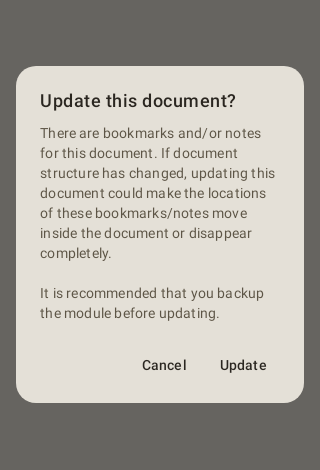 Update this document?
There are bookmarks and/or notes
for this document. If document
structure has changed, updating this
document could make the locations
of these bookmarks/notes move
inside the document or disappear
completely.
It is recommended that you backup
the module before updating.
Cancel Update